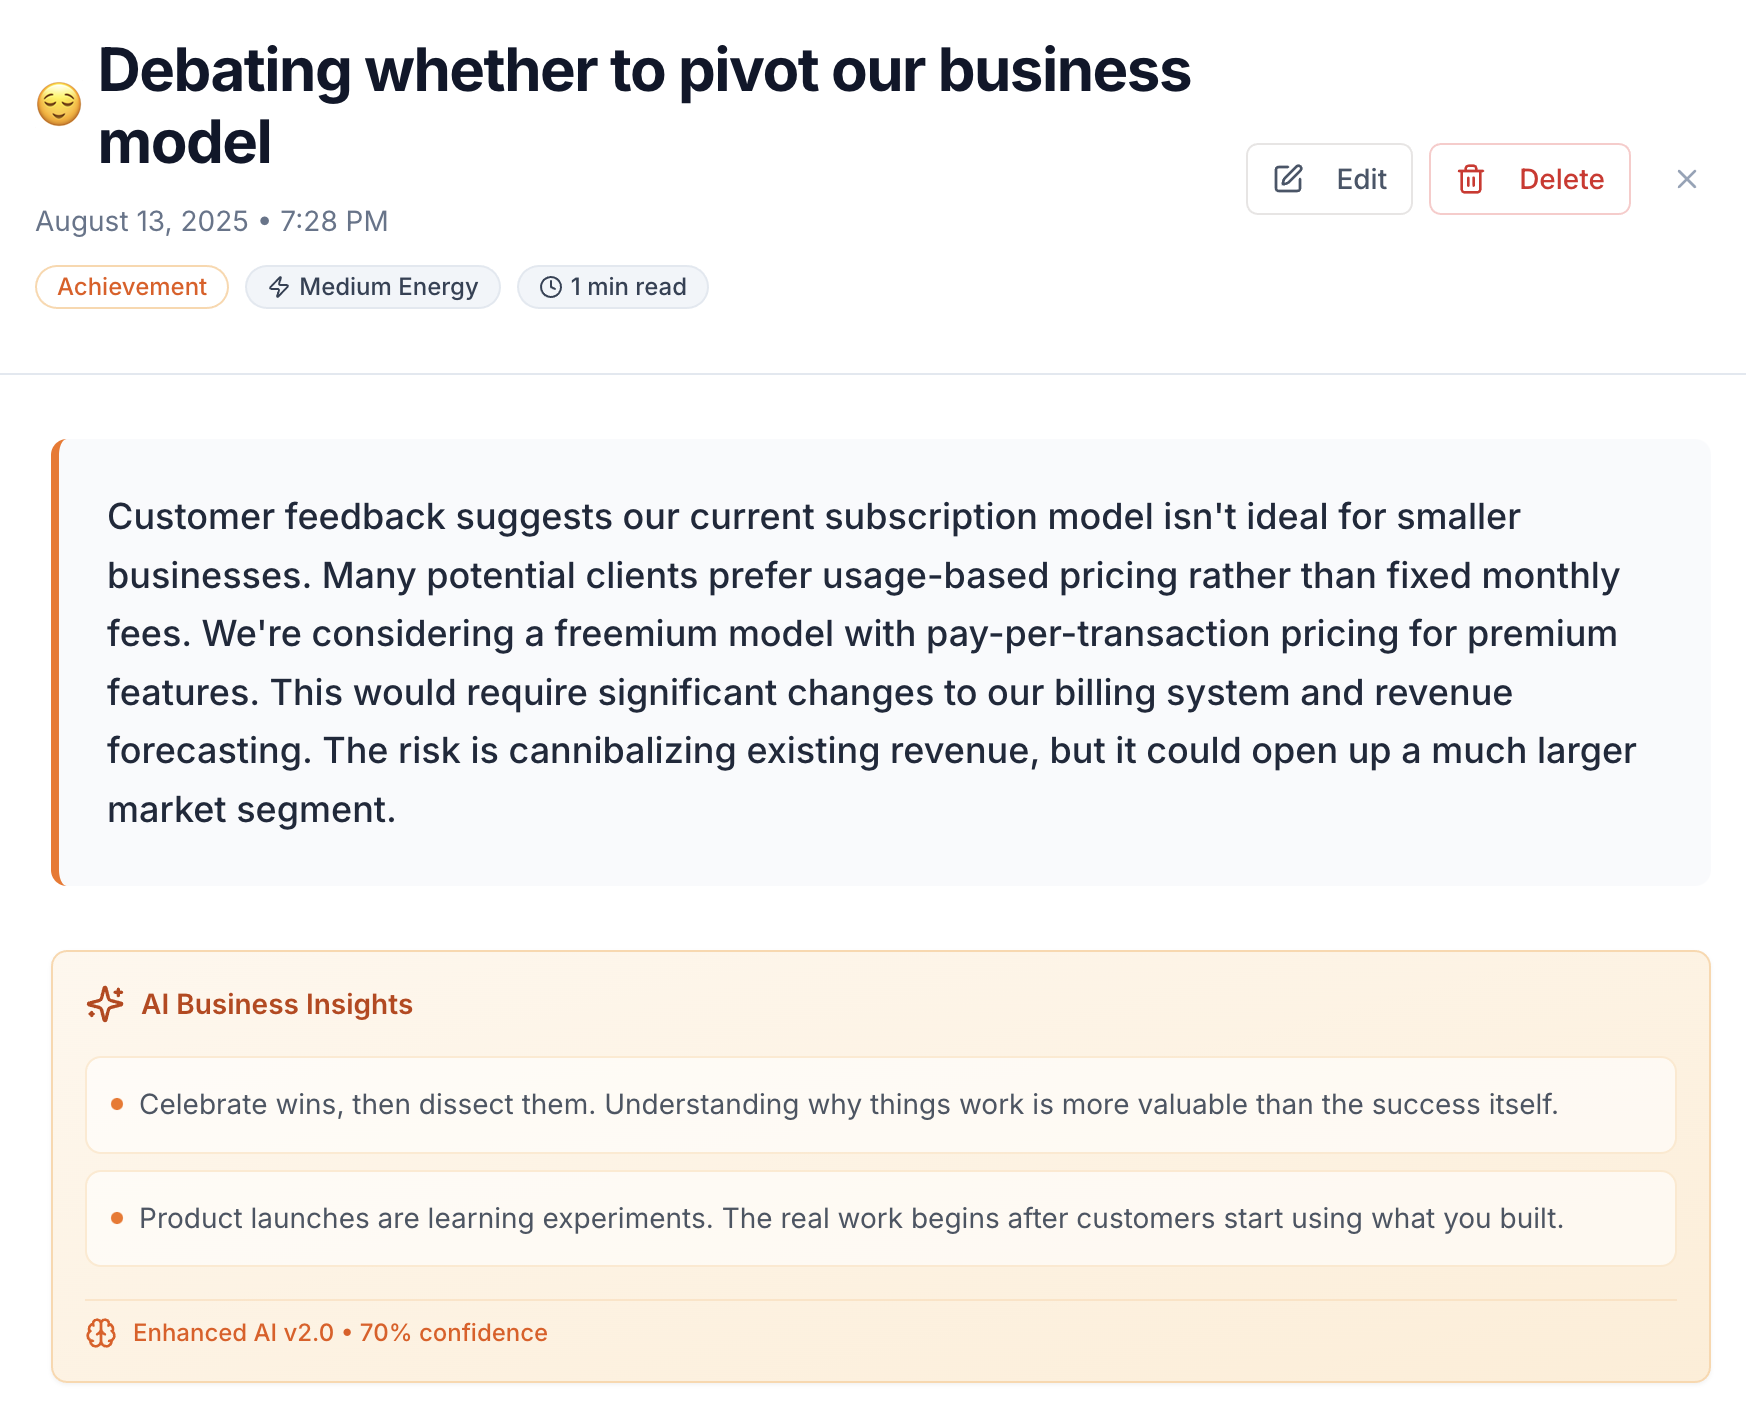 Debating whether to pivot our business
model
Edit
Delete
August 13, 2025 • 7:28 PM
Achievement
Medium Energy
1 min read
Customer feedback suggests our current subscription model isn't ideal for smaller
businesses. Many potential clients prefer usage-based pricing rather than fixed monthly
fees. We're considering a freemium model with pay-per-transaction pricing for premium
features. This would require significant changes to our billing system and revenue
forecasting. The risk is cannibalizing existing revenue, but it could open up a much larger
market segment.
AI Business Insights
Celebrate wins, then dissect them. Understanding why things work is more valuable than the success itself.
Product launches are learning experiments. The real work begins after customers start using what you built.
Enhanced AI v2.0 • 70% confidence